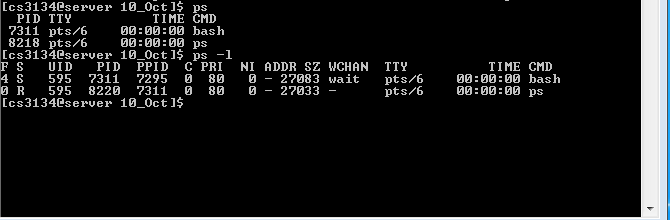 [cs3134@server 10_Oct]$ ps
PID TTY TIME CMD
7311 pts/6 00:00:00 bash
8218 pts/6 00:00:00 ps
[cs3134@server 10_Oct]$ ps -l
F S UID PID PPID C PRI NI ADDR SZ WCHAN TTY TIME CMD
4 S 595 7311 7295 0 80 0 - 27083 wait pts/6 00:00:00 bash
0 R 595 8220 7311 0 80 0 - 27033 - pts/6 00:00:00 ps
[cs3134@server 10_Oct]$